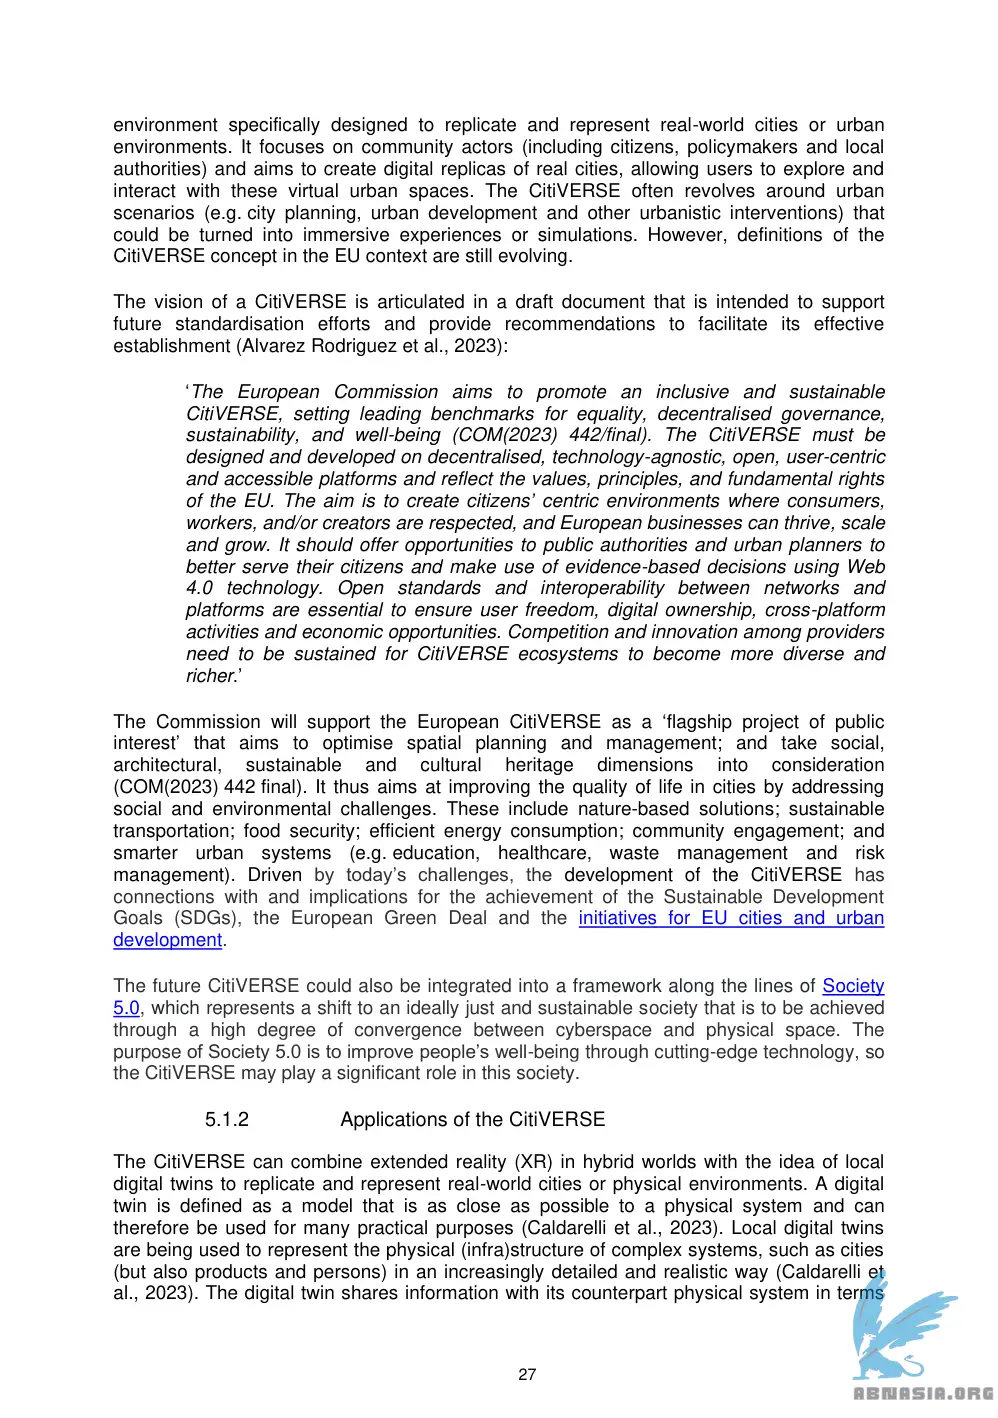 environment specifically designed to replicate and represent real-world cities or urban
environments. It focuses on community actors (including citizens, policymakers and local
authorities) and aims to create digital replicas of real cities, allowing users to explore and
interact with these virtual urban spaces. The CitiVERSE often revolves around urban
scenarios (e.g. city planning, urban development and other urbanistic interventions) that
could be turned into immersive experiences or simulations. However, definitions of the
CitiVERSE concept in the EU context are still evolving.
The vision of a CitiVERSE is articulated in a draft document that is intended to support
future standardisation efforts and provide recommendations to facilitate its effective
establishment (Alvarez Rodriguez et al., 2023):
‘The European Commission aims to promote an inclusive and sustainable
CitiVERSE, setting leading benchmarks for equality, decentralised governance,
sustainability, and well-being (COM(2023) 442/final). The CitiVERSE must be
designed and developed on decentralised, technology-agnostic, open, user-centric
and accessible platforms and reflect the values, principles, and fundamental rights
of the EU. The aim is to create citizens’ centric environments where consumers,
workers, and/or creators are respected, and European businesses can thrive, scale
and grow. It should offer opportunities to public authorities and urban planners to
better serve their citizens and make use of evidence-based decisions using Web
4.0 technology. Open standards and interoperability between networks and
platforms are essential to ensure user freedom, digital ownership, cross-platform
activities and economic opportunities. Competition and innovation among providers
need to be sustained for CitiVERSE ecosystems to become more diverse and
richer.’
The Commission will support the European CitiVERSE as a ‘flagship project of public
interest’ that aims to optimise spatial planning and management; and take social,
architectural, sustainable and cultural heritage dimensions into consideration
(COM(2023) 442 final). It thus aims at improving the quality of life in cities by addressing
social and environmental challenges. These include nature-based solutions; sustainable
transportation; food security; efficient energy consumption; community engagement; and
smarter urban systems (e.g. education, healthcare, waste management and risk
management). Driven by today’s challenges, the development of the CitiVERSE has
connections with and implications for the achievement of the Sustainable Development
Goals (SDGs), the European Green Deal and the initiatives for EU cities and urban
development.
The future CitiVERSE could also be integrated into a framework along the lines of Society
5.0, which represents a shift to an ideally just and sustainable society that is to be achieved
through a high degree of convergence between cyberspace and physical space. The
purpose of Society 5.0 is to improve people’s well-being through cutting-edge technology, so
the CitiVERSE may play a significant role in this society.
5.1.2 Applications of the CitiVERSE
The CitiVERSE can combine extended reality (XR) in hybrid worlds with the idea of local
digital twins to replicate and represent real-world cities or physical environments. A digital
twin is defined as a model that is as close as possible to a physical system and can
therefore be used for many practical purposes (Caldarelli et al., 2023). Local digital twins
are being used to represent the physical (infra)structure of complex systems, such as cities
(but also products and persons) in an increasingly detailed and realistic way (Caldarelli et
al., 2023). The digital twin shares information with its counterpart physical system in terms
27
ABNASIA.ORG